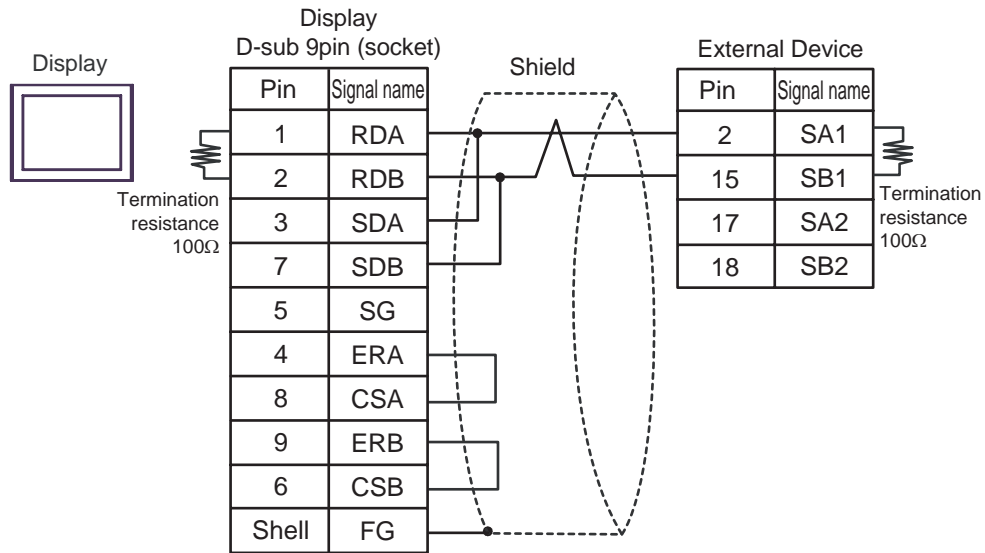 Display
Display
D-sub 9pin (socket)
Shield
External Device
Pin Signal name
1 RDA
2 RDB
3 SDA
7 SDB
5 SG
4 ERA
8 CSA
9 ERB
6 CSB
Shell FG
Termination
resistance
100Ω
Pin Signal name
2 SA1
15 SB1
17 SA2
18 SB2
Termination
resistance
100Ω